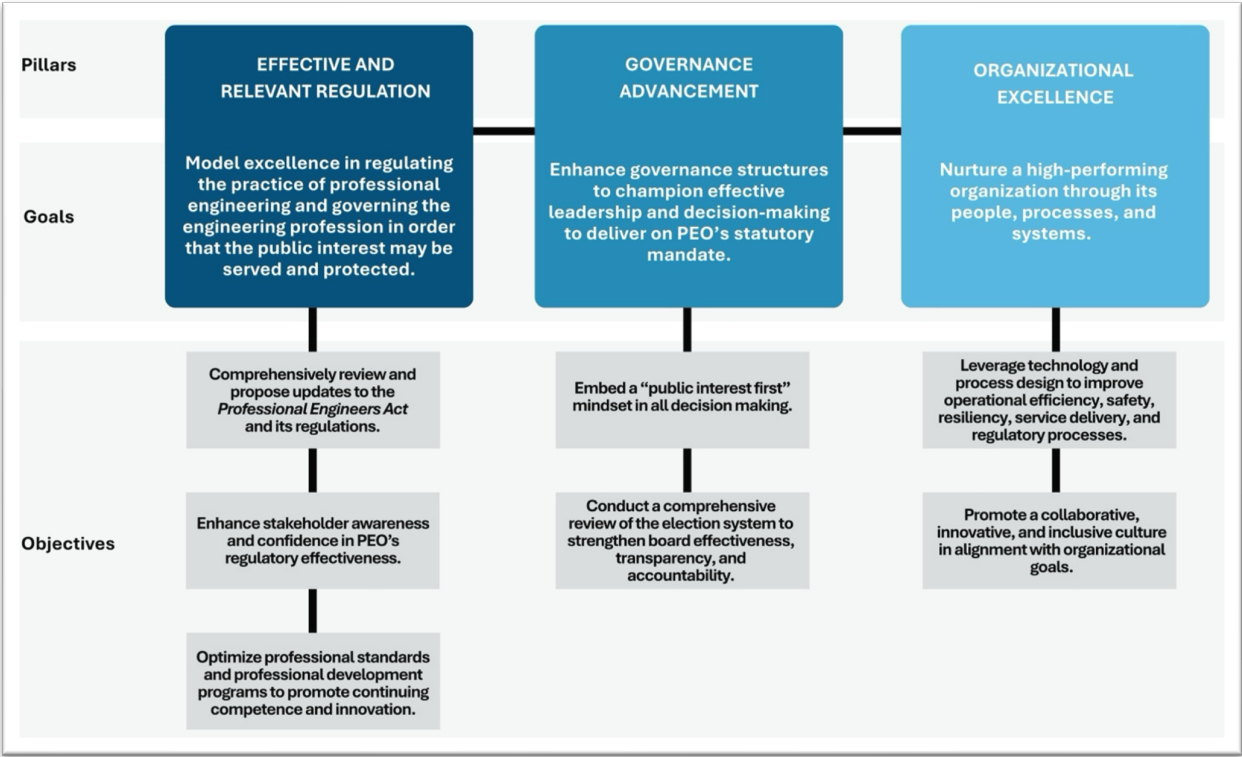 Pillars
EFFECTIVE AND
RELEVANT REGULATION
GOVERNANCE
ADVANCEMENT
ORGANIZATIONAL
EXCELLENCE
Goals
Model excellence in regulating
the practice of professional
engineering and governing the
engineering profession in order
that the public interest may be
served and protected.
Enhance governance structures
to champion effective
leadership and decision-making
to deliver on PEO’s statutory
mandate.
Nurture a high-performing
organization through its
people, processes, and
systems.
Objectives
Comprehensively review and
propose updates to the
Professional Engineers Act
and its regulations.
Enhance stakeholder awareness
and confidence in PEO’s
regulatory effectiveness.
Optimize professional standards
and professional development
programs to promote continuing
competence and innovation.
Embed a “public interest first”
mindset in all decision making.
Conduct a comprehensive
review of the election system to
strengthen board effectiveness,
transparency, and
accountability.
Leverage technology and
process design to improve
operational efficiency, safety,
resiliency, service delivery, and
regulatory processes.
Promote a collaborative,
innovative, and inclusive culture
in alignment with organizational
goals.